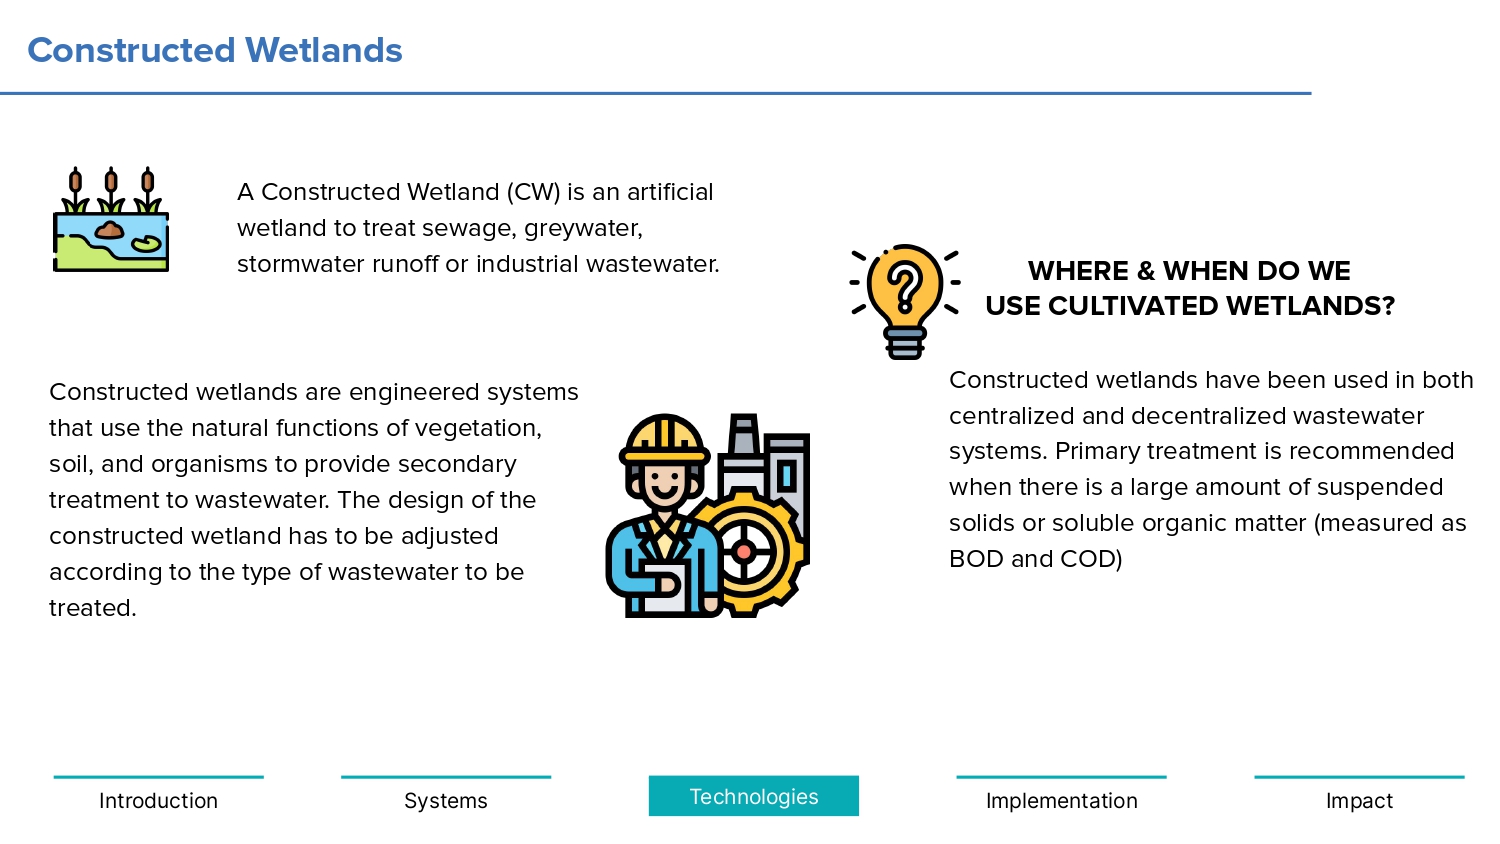 Constructed Wetlands
A Constructed Wetland (CW) is an artificial
wetland to treat sewage, greywater,
stormwater runoff or industrial wastewater.
Constructed wetlands are engineered systems
that use the natural functions of vegetation,
soil, and organisms to provide secondary
treatment to wastewater. The design of the
constructed wetland has to be adjusted
according to the type of wastewater to be
treated.
WHERE & WHEN DO WE
USE CULTIVATED WETLANDS?
Constructed wetlands have been used in both
centralized and decentralized wastewater
systems. Primary treatment is recommended
when there is a large amount of suspended
solids or soluble organic matter (measured as
BOD and COD)
Introduction
Systems
Technologies
Implementation
Impact